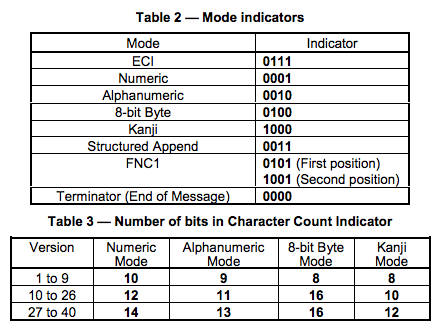 Table 2 — Mode indicators
Mode Indicator
ECI 0111
Numeric 0001
Alphanumeric 0010
8-bit Byte 0100
Kanji 1000
Structured Append 0011
FNC1 0101 (First position)
1001 (Second position)
Terminator (End of Message) 0000
Table 3 — Number of bits in Character Count Indicator
Version Numeric Alphanumeric 8-bit Byte Kanji
Mode Mode Mode Mode
1 to 9 10 9 8 8
10 to 26 12 11 16 10
27 to 40 14 13 16 12